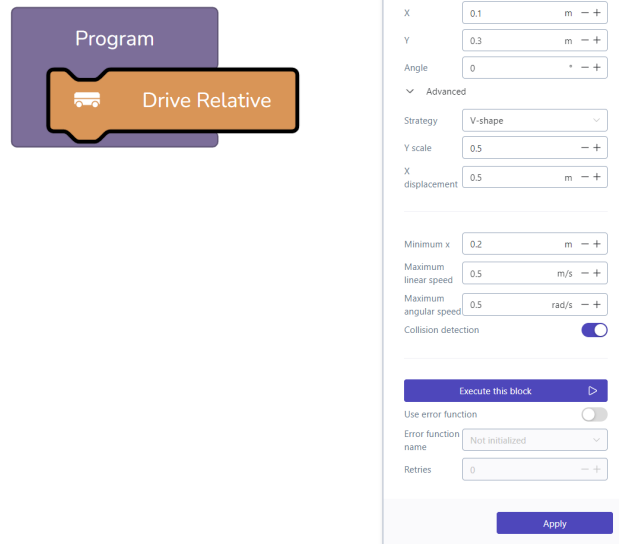 Program
Drive Relative
X 0.1 m − +
Y 0.3 m − +
Angle 0 ° − +
Advanced
Strategy V-shape
Y scale 0.5 − +
X
displacement 0.5 m − +
Minimum x 0.2 m − +
Maximum
linear speed 0.5 m/s − +
Maximum
angular speed 0.5 rad/s − +
Collision detection
Execute this block
Use error function
Error function
name Not initialized
Retries 0 − +
Apply